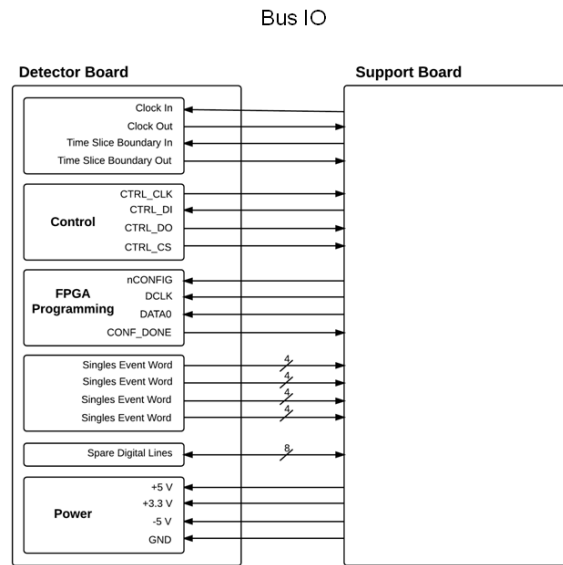 Bus IO
Detector Board
Support Board
Clock In
Clock Out
Time Slice Boundary In
Time Slice Boundary Out
Control
CTRL_CLK
CTRL_DI
CTRL_DO
CTRL_CS
FPGA
Programming
nCONFIG
DCLK
DATA0
CONF_DONE
Singles Event Word
4
Singles Event Word
4
Singles Event Word
4
Singles Event Word
4
Spare Digital Lines
8
Power
+5 V
+3.3 V
-5 V
GND